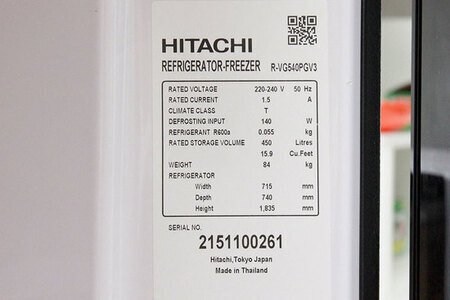 HITACHI
REFRIGERATOR-FREEZER R-VG540PGV3
RATED VOLTAGE 220-240 V 50 Hz
RATED CURRENT 1.5 A
CLIMATE CLASS T
DEFROSTING INPUT 140 W
REFRIGERANT R600a 0.055 kg
RATED STORAGE VOLUME 450 Litres
15.9 Cu.Feet
WEIGHT 84 kg
REFRIGERATOR
Width 715 mm
Depth 740 mm
Height 1,835 mm
SERIAL NO.
2151100261
Hitachi,Tokyo Japan
Made in Thailand